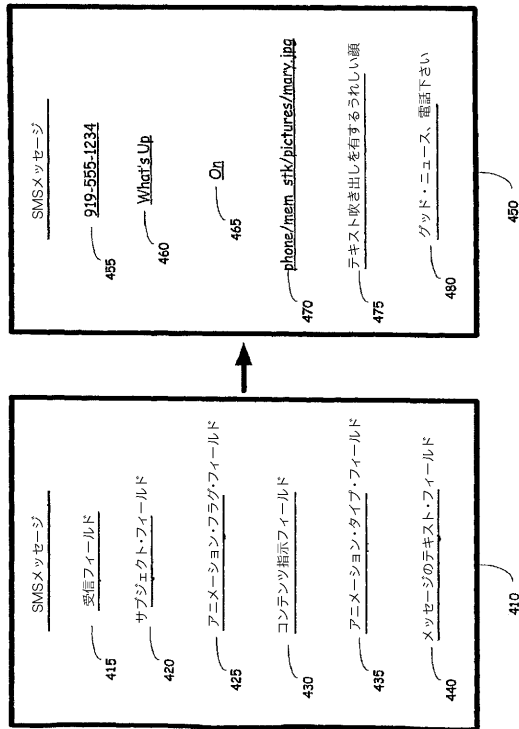 SMSメッセージ
受信フィールド
415
サブジェクト・フィールド
420
アニメーション・フラグ・フィールド
425
コンテンツ指示フィールド
430
アニメーション・タイプ・フィールド
435
メッセージのテキスト・フィールド
440
410
SMSメッセージ
919-555-1234
455
What's Up
460
On
465
phone/mem_stk/pictures/mary.jpg
470
テキスト吹き出しを有するうれしい顔
475
グッド・ニュース、電話下さい
480
450